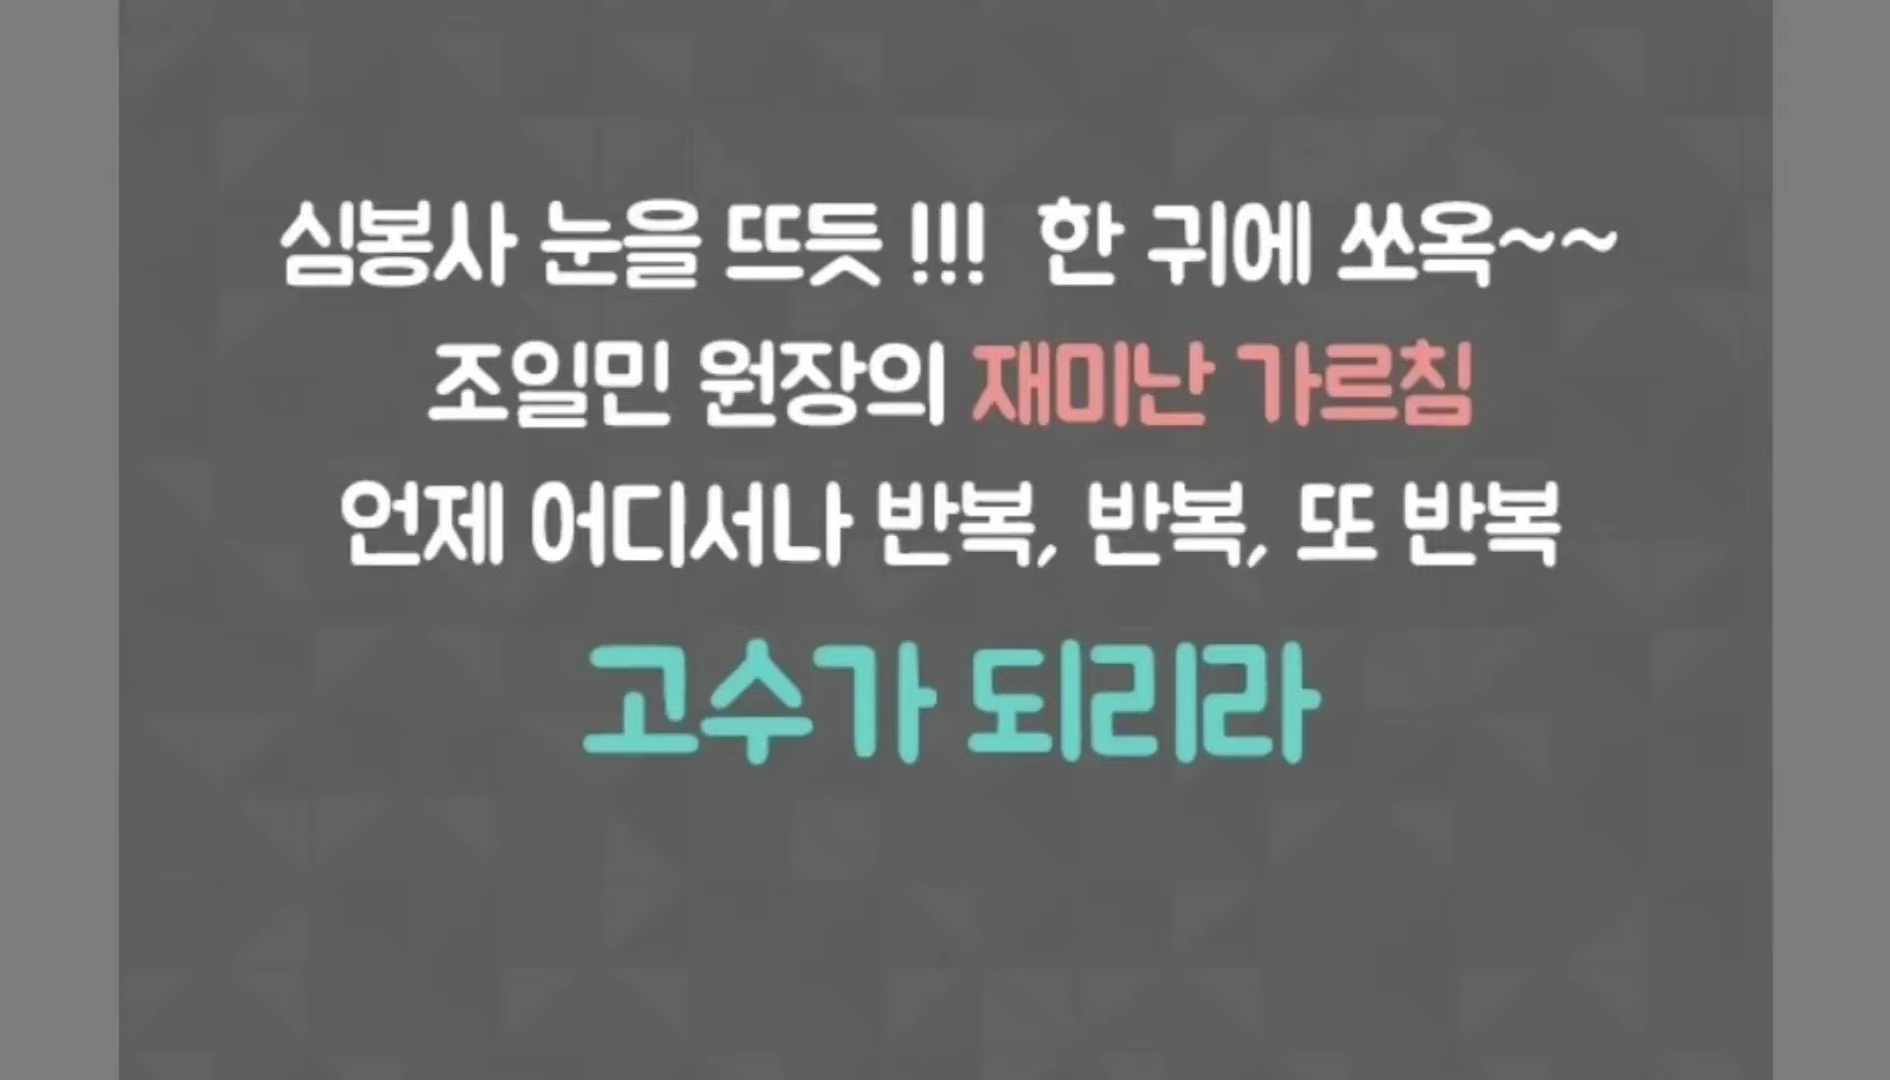 심봉사 눈을 뜨듯 !!! 한 귀에 쏘옥~~
조일민 원장의 재미난 가르침
언제 어디서나 반복, 반복, 또 반복
고수가 되리라